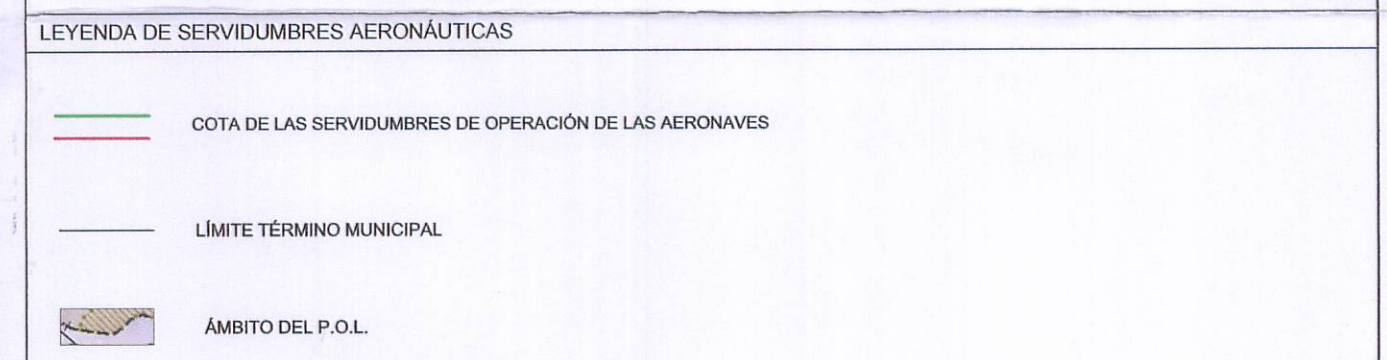 LEYENDA DE SERVIDUMBRES AERONÁUTICAS
COTA DE LAS SERVIDUMBRES DE OPERACIÓN DE LAS AERONAVES
LÍMITE TÉRMINO MUNICIPAL
ÁMBITO DEL P.O.L.